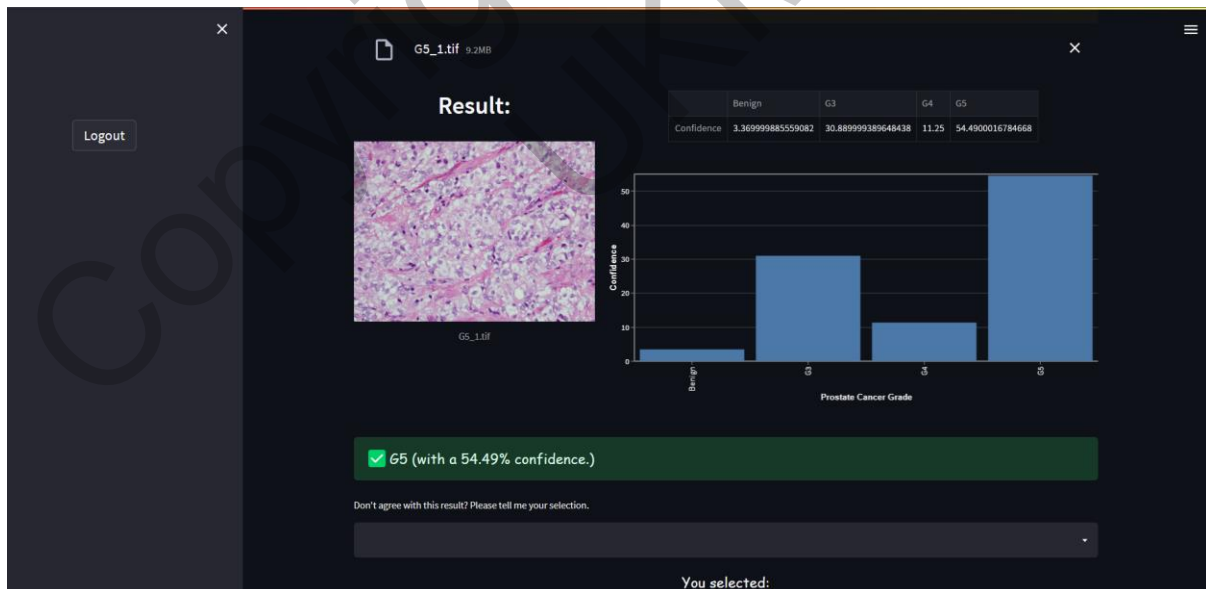 G5_1.tif 9.2MB
Logout
Result:
Benign G3 G4 G5
Confidence 3.369999885559082 30.889999389648438 11.25 54.4900016784668
G5_1.tif
Confidence
50
40
30
20
10
0
Benign G3 G4 G5
Prostate Cancer Grade
G5 (with a 54.49% confidence.)
Don't agree with this result? Please tell me your selection.
You selected: